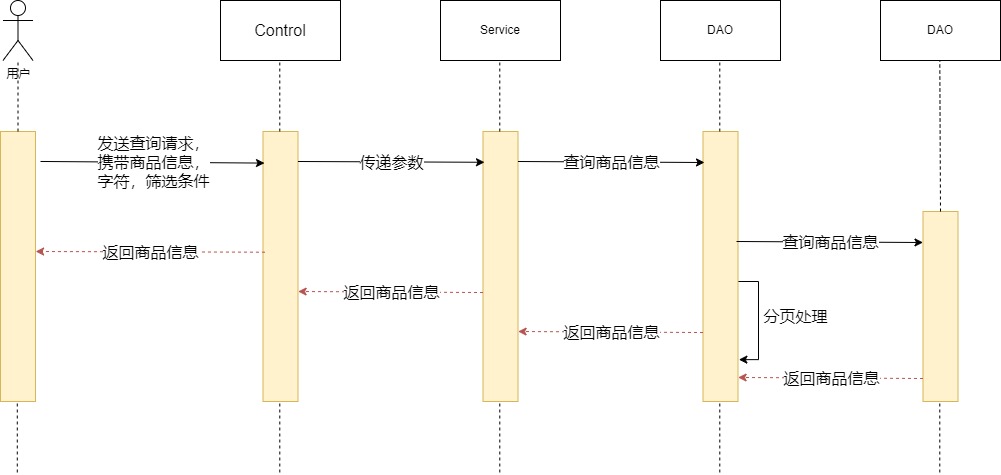 Control
Service
DAO
DAO
用户
发送查询请求，
携带商品信息，
字符，筛选条件
传递参数
查询商品信息
查询商品信息
返回商品信息
返回商品信息
分页处理
返回商品信息
返回商品信息